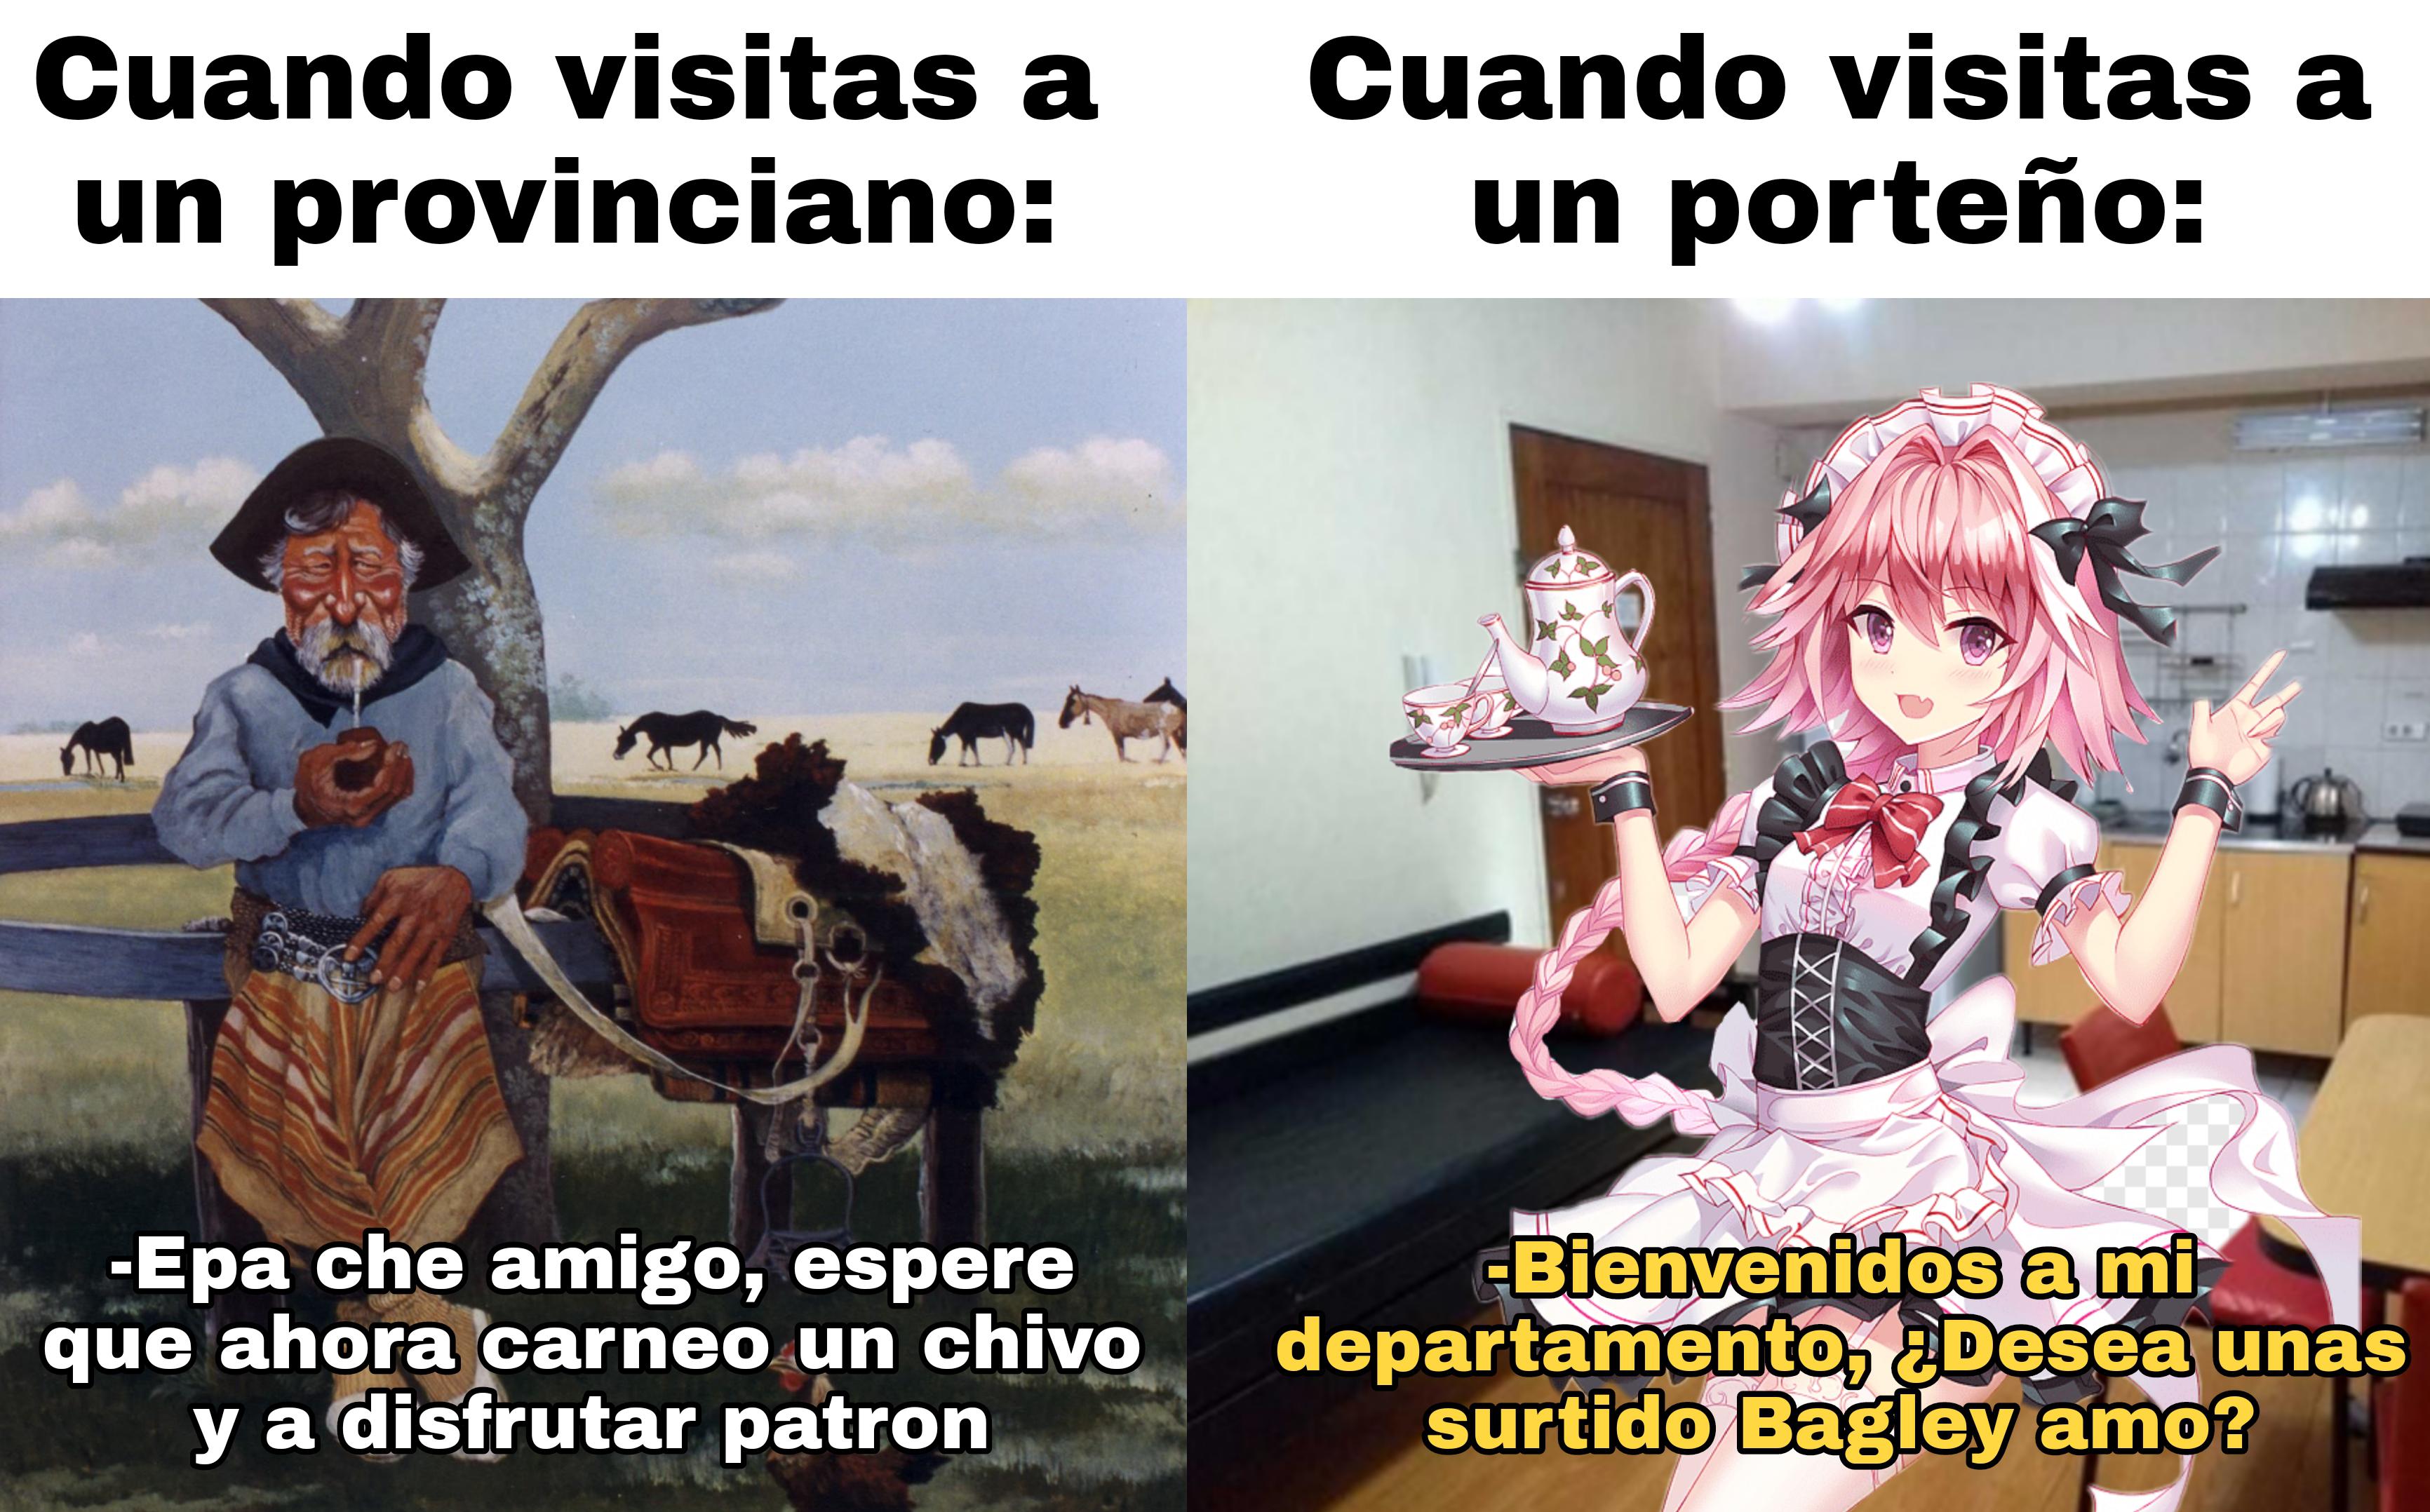 Cuando visitas a
un provinciano:
Cuando visitas a
un porteño:
-Epa che amigo, espere
que ahora carneo un chivo
y a disfrutar patron
-Bienvenidos a mi
departamento, ¿Desea unas
surtido Bagley amo?